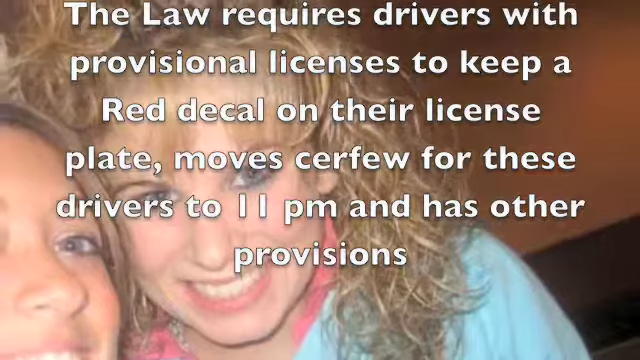 The Law requires drivers with
provisional licenses to keep a
Red decal on their license
plate, moves cerfew for these
drivers to 11 pm and has other
provisions